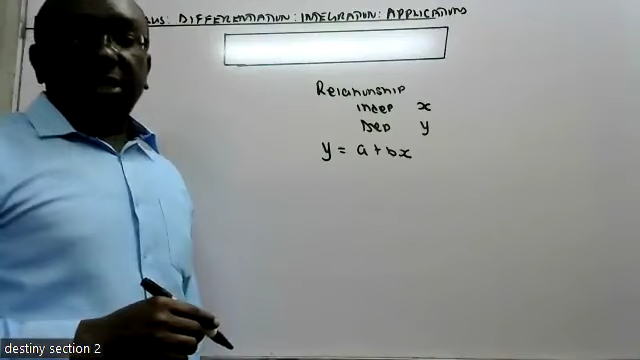 : DIFFERENTIATION: INTEGRATION: APPLICATIONS
Relationship
indep x
Dep y
y = a + bx
destiny section 2